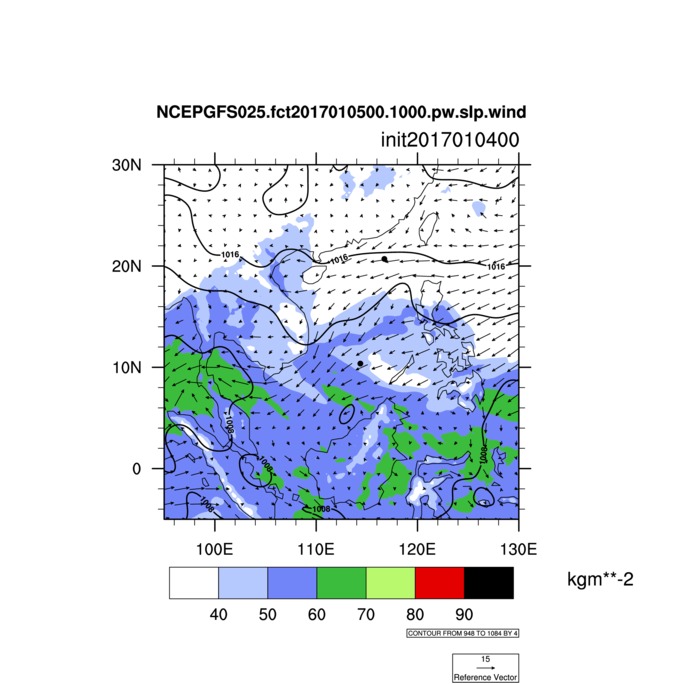 NCEPGFS025.fct2017010500.1000.pw.slp.wind
init2017010400
30N
20N
10N
0
1016
1016
1016
1008
1008
1008
1008
1008
100E 110E 120E 130E
kgm**-2
40 50 60 70 80 90
CONTOUR FROM 948 TO 1084 BY 4
15
Reference Vector